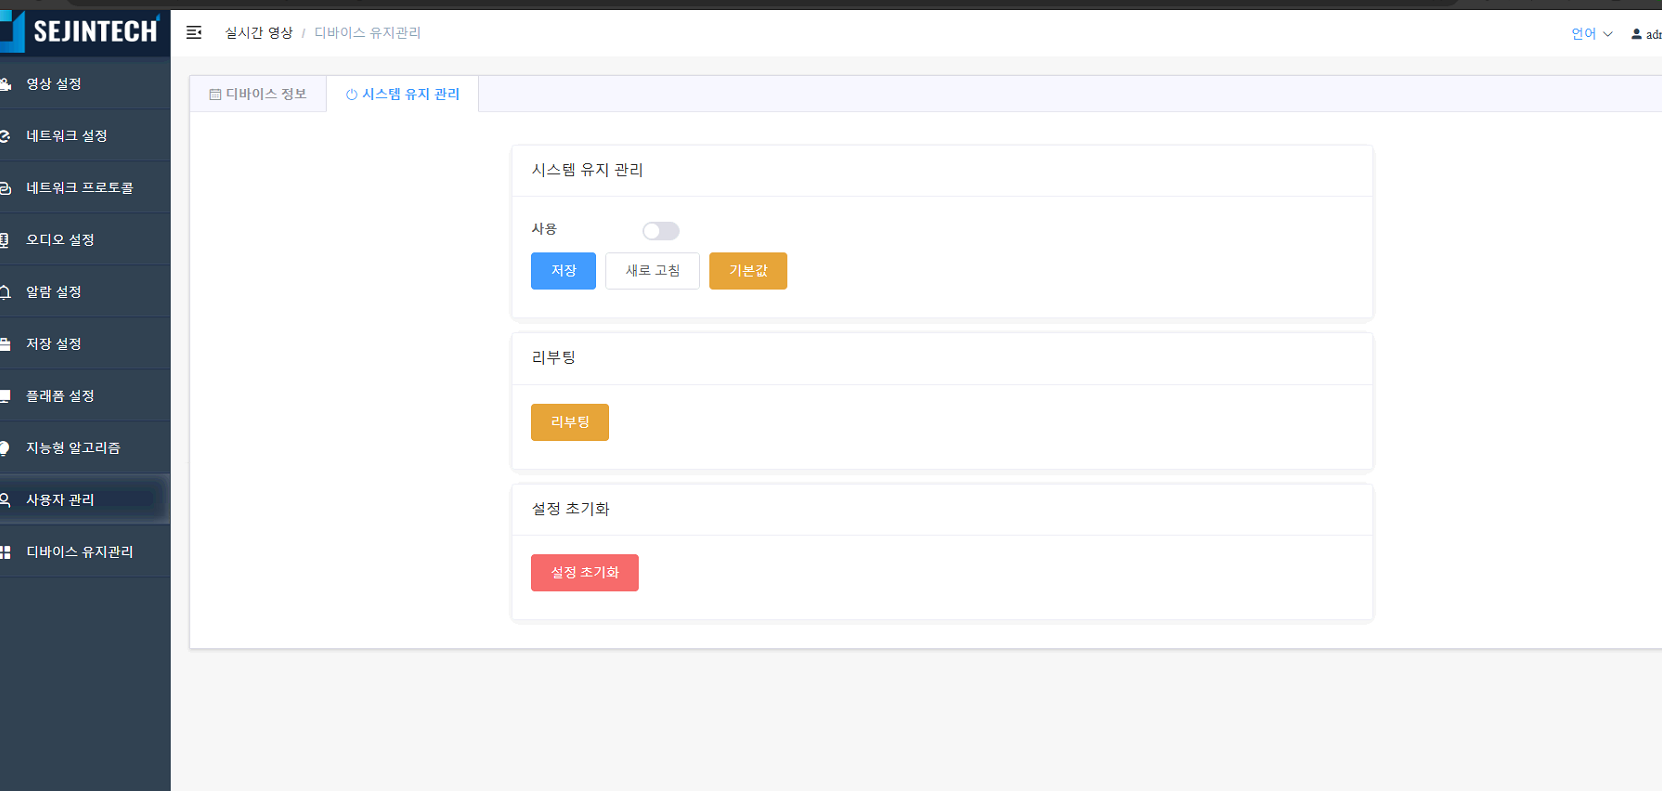 SEJINTECH
실시간 영상 / 디바이스 유지관리
언어
영상 설정
네트워크 설정
네트워크 프로토콜
오디오 설정
알람 설정
저장 설정
플래폼 설정
지능형 알고리즘
사용자 관리
디바이스 유지관리
디바이스 정보
시스템 유지 관리
시스템 유지 관리
사용
저장
새로 고침
기본값
리부팅
리부팅
설정 초기화
설정 초기화